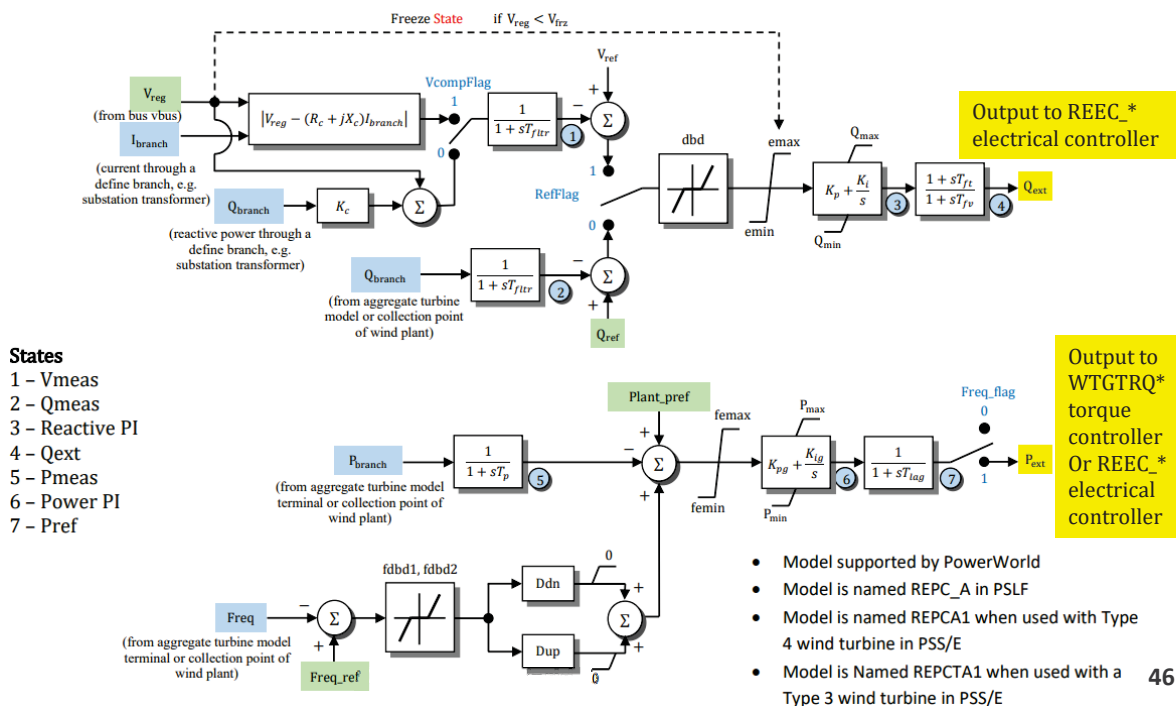 Freeze State if V_reg < V_frz
V_ref
V_reg
(from bus vbus)
VcompFlag
1
|V_reg − (R_c + jX_c)I_branch|
1 / (1 + sT_fltr)
1
+
−
Σ
I_branch
(current through a
define branch, e.g.
substation transformer)
0
Q_branch
K_c
Σ
(reactive power through a
define branch, e.g.
substation transformer)
1
RefFlag
0
dbd
emax
emin
Q_max
K_p + K_i/s
Q_min
3
(1 + sT_ft) / (1 + sT_fv)
4
Q_ext
Output to REEC_*
electrical controller
Q_branch
(from aggregate turbine
model or collection point
of wind plant)
1 / (1 + sT_fltr)
2
−
Σ
+
Q_ref
States
1 – Vmeas
2 – Qmeas
3 – Reactive PI
4 – Qext
5 – Pmeas
6 – Power PI
7 – Pref
Plant_pref
+
−
Σ
+
P_branch
(from aggregate turbine model
terminal or collection point of
wind plant)
1 / (1 + sT_p)
5
femax
femin
P_max
K_pg + K_ig/s
P_min
6
1 / (1 + sT_lag)
7
Freq_flag
0
1
P_ext
Output to
WTGTRQ*
torque
controller
Or REEC_*
electrical
controller
fdbd1, fdbd2
Ddn
0
+
Σ
+
Dup
0
Freq
−
Σ
+
(from aggregate turbine model
terminal or collection point of
wind plant)
Freq_ref
• Model supported by PowerWorld
• Model is named REPC_A in PSLF
• Model is named REPCA1 when used with Type
4 wind turbine in PSS/E
• Model is Named REPCTA1 when used with a
Type 3 wind turbine in PSS/E
46